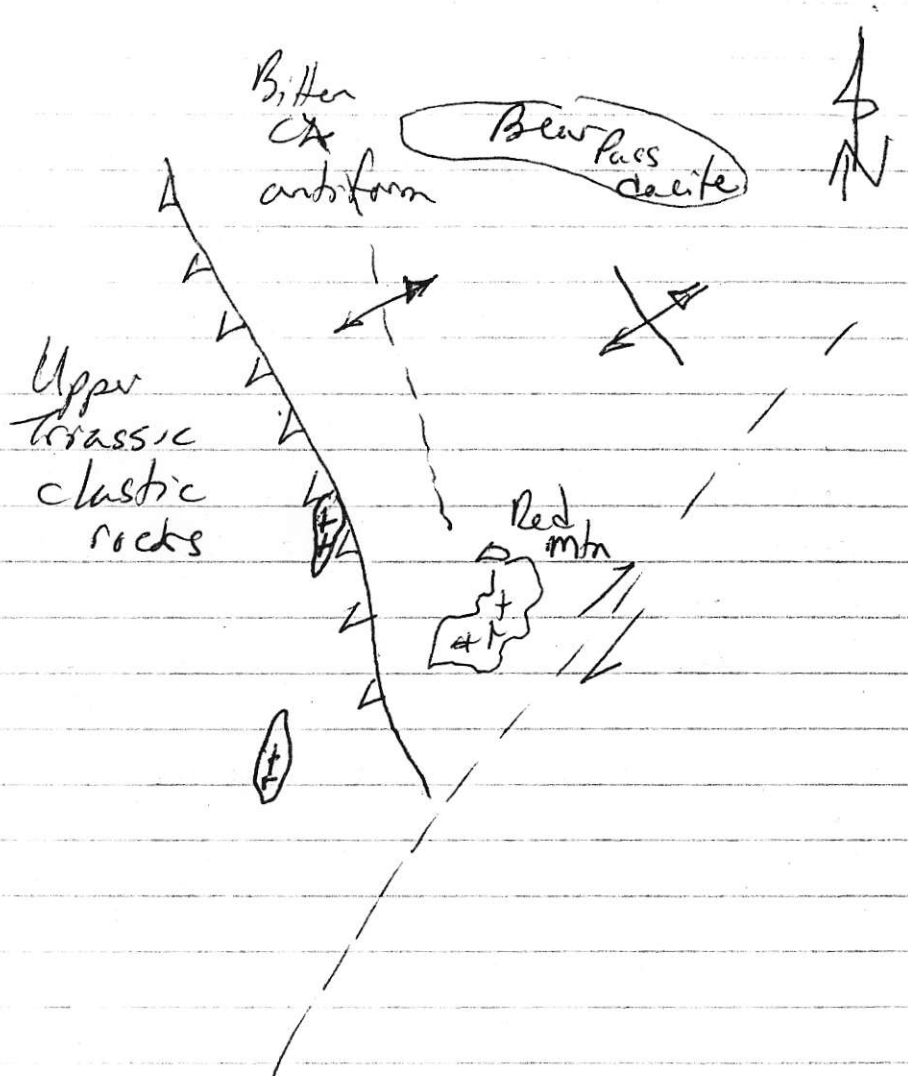 Bitter
Ck
antiform
Bear
Pass
dacite
N
Upper
Triassic
clastic
rocks
Red
mtn